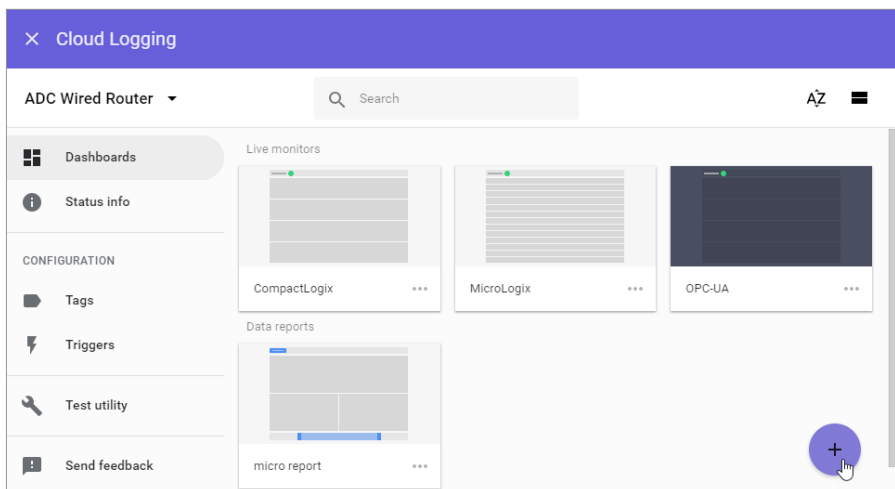 Cloud Logging
ADC Wired Router
Search
AZ
Dashboards
Status info
CONFIGURATION
Tags
Triggers
Test utility
Send feedback
Live monitors
CompactLogix
MicroLogix
OPC-UA
Data reports
micro report